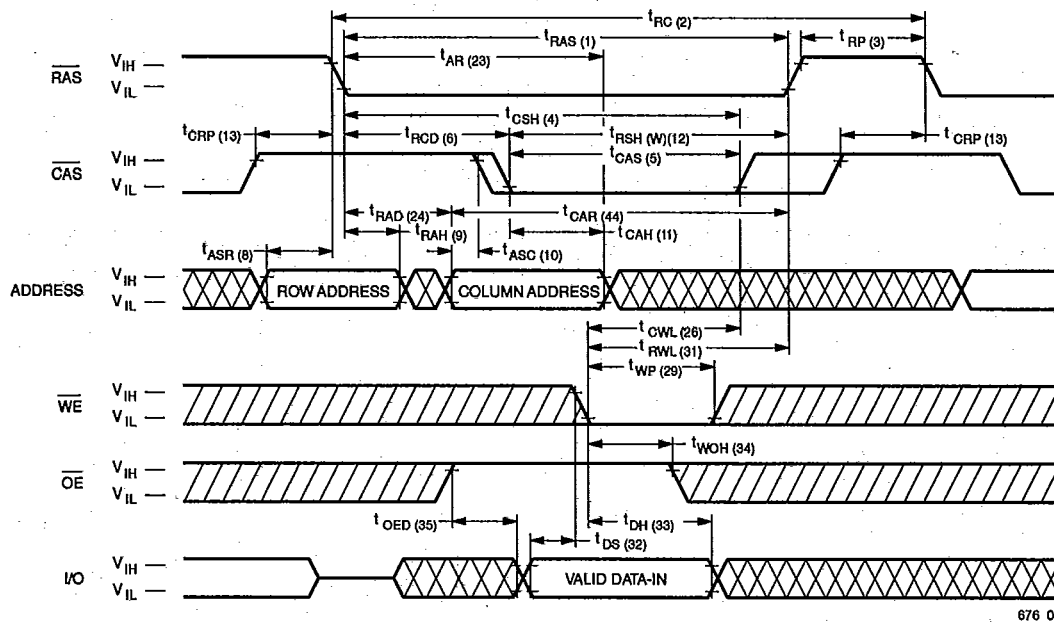 tRC (2)
tRAS (1)
tRP (3)
tAR (23)
RAS
VIH
VIL
tCSH (4)
tCRP (13)
tRCD (6)
tRSH (W)(12)
tCRP (13)
tCAS (5)
CAS
VIH
VIL
tRAD (24)
tCAR (44)
tRAH (9)
tCAH (11)
tASR (8)
tASC (10)
ADDRESS
VIH
VIL
ROW ADDRESS
COLUMN ADDRESS
tCWL (26)
tRWL (31)
tWP (29)
WE
VIH
VIL
tWOH (34)
OE
VIH
VIL
tOED (35)
tDH (33)
tDS (32)
I/O
VIH
VIL
VALID DATA-IN
676 0